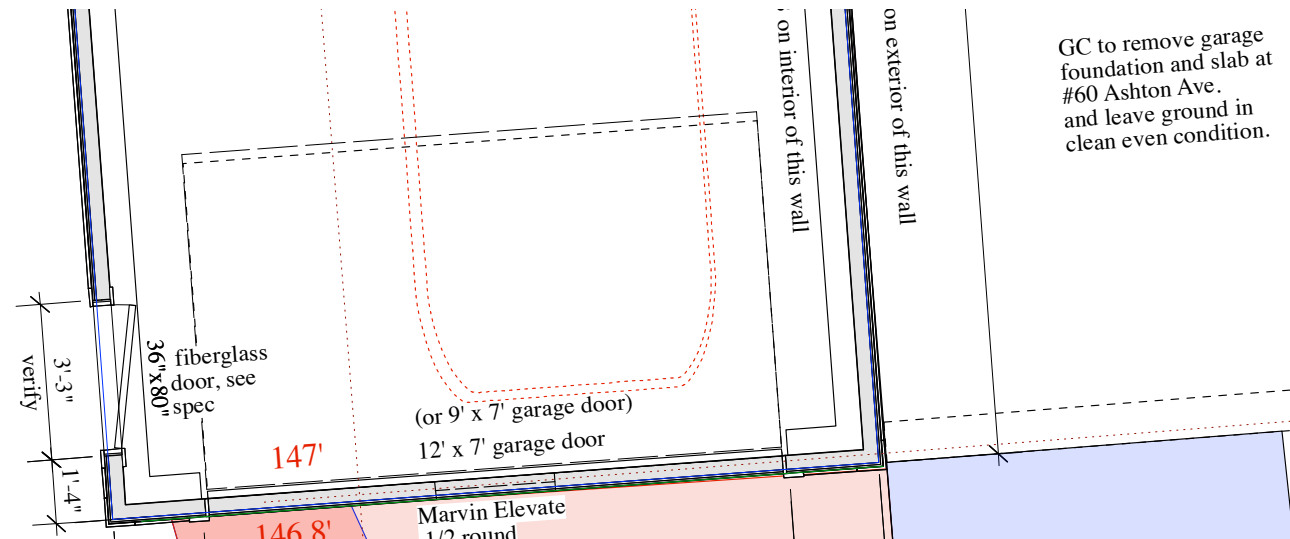 GC to remove garage
foundation and slab at
#60 Ashton Ave.
and leave ground in
clean even condition.
on interior of this wall
on exterior of this wall
3'-3"
verify
36"x80"
fiberglass
door, see
spec
(or 9' x 7' garage door)
12' x 7' garage door
147'
1'-4"
146.8'
Marvin Elevate
1/2 round